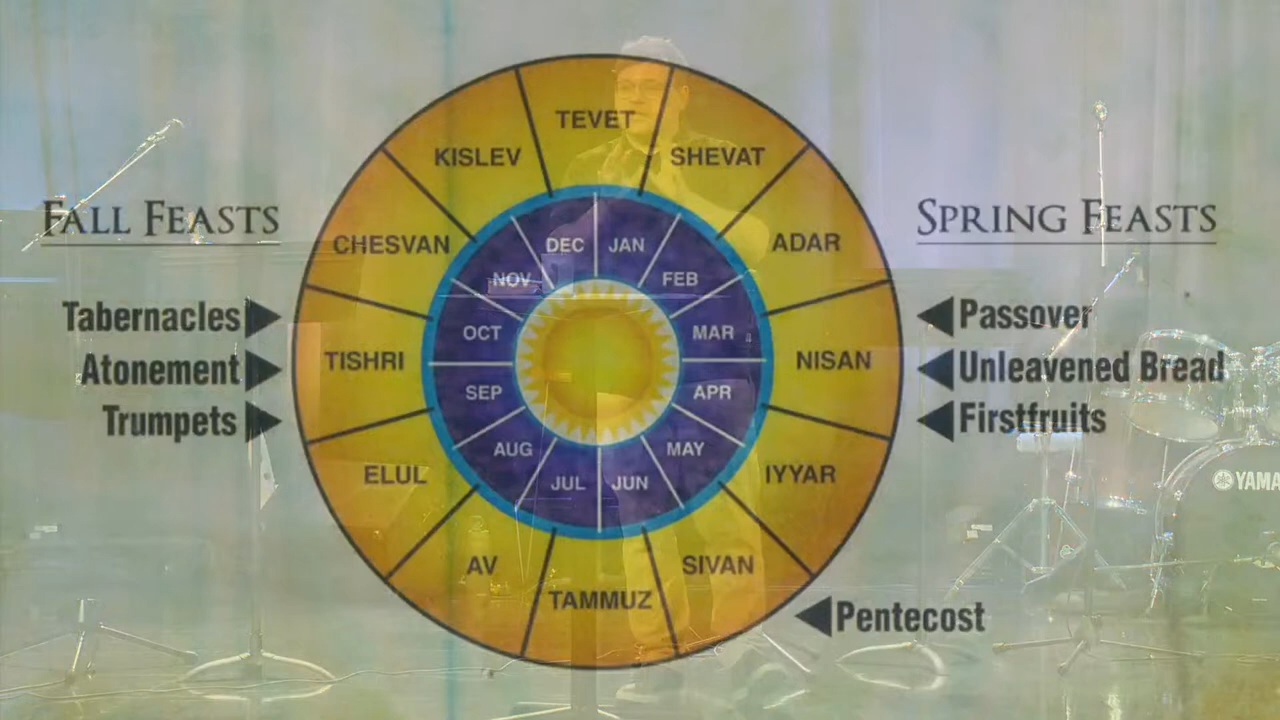 FALL FEASTS
Tabernacles
Atonement
Trumpets
SPRING FEASTS
Passover
Unleavened Bread
Firstfruits
Pentecost
TEVET
SHEVAT
ADAR
NISAN
IYYAR
SIVAN
TAMMUZ
AV
ELUL
TISHRI
CHESVAN
KISLEV
JAN
FEB
MAR
APR
MAY
JUN
JUL
AUG
SEP
OCT
NOV
DEC
YAMA